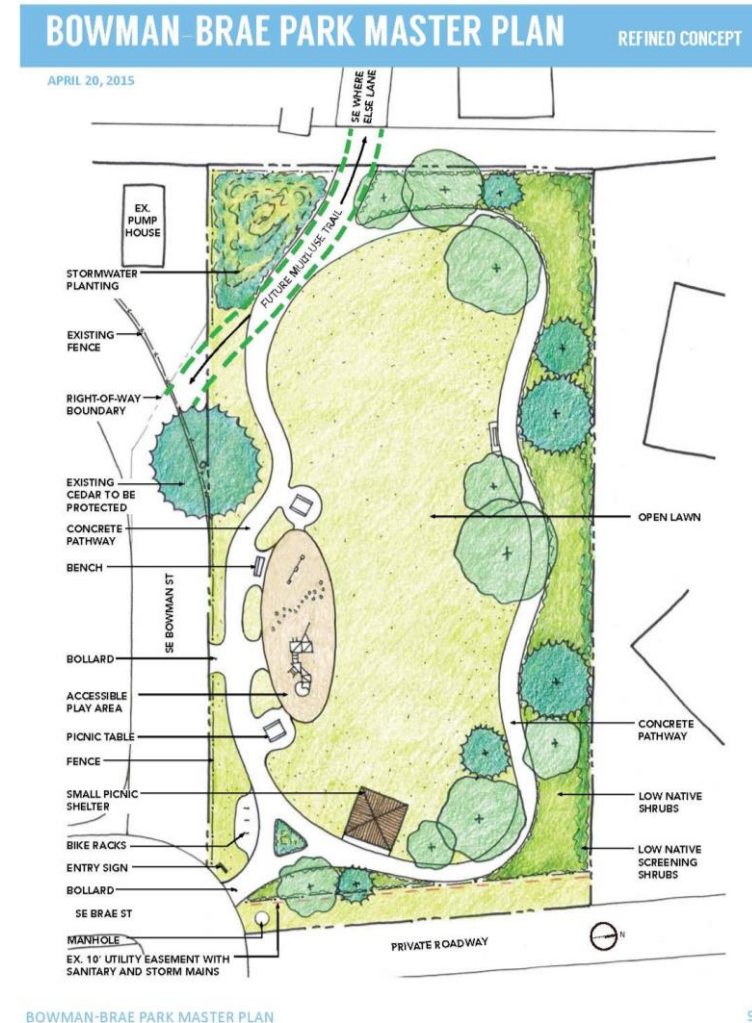 BOWMAN-BRAE PARK MASTER PLAN
REFINED CONCEPT
APRIL 20, 2015
SE WHERE
ELSE LANE
EX.
PUMP
HOUSE
FUTURE MULTI-USE TRAIL
STORMWATER
PLANTING
EXISTING
FENCE
RIGHT-OF-WAY
BOUNDARY
EXISTING
CEDAR TO BE
PROTECTED
CONCRETE
PATHWAY
OPEN LAWN
BENCH
SE BOWMAN ST
BOLLARD
ACCESSIBLE
PLAY AREA
PICNIC TABLE
CONCRETE
PATHWAY
FENCE
SMALL PICNIC
SHELTER
LOW NATIVE
SHRUBS
BIKE RACKS
LOW NATIVE
SCREENING
SHRUBS
ENTRY SIGN
BOLLARD
SE BRAE ST
MANHOLE
PRIVATE ROADWAY
N
EX. 10' UTILITY EASEMENT WITH
SANITARY AND STORM MAINS
BOWMAN-BRAE PARK MASTER PLAN